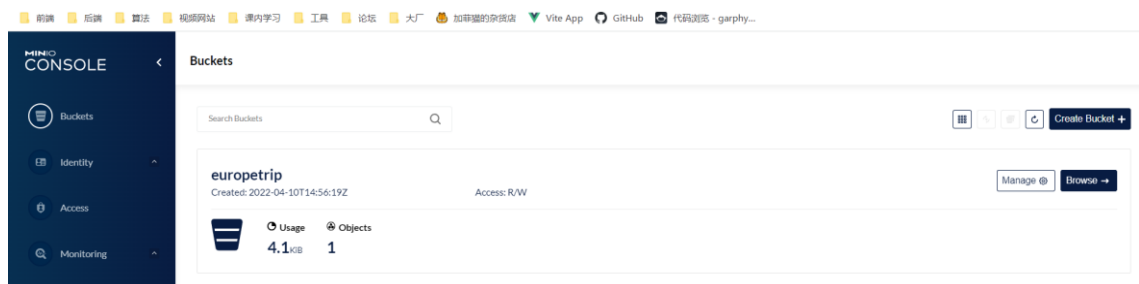 前端 后端 算法 视频网站 课内学习 工具 论坛 大厂 加菲猫的杂货店 Vite App GitHub 代码浏览 - garphy...
MINIO
CONSOLE
Buckets
Buckets
Search Buckets
Create Bucket +
Identity
Access
Monitoring
europetrip
Created: 2022-04-10T14:56:19Z Access: R/W
Manage
Browse →
Usage Objects
4.1KiB 1